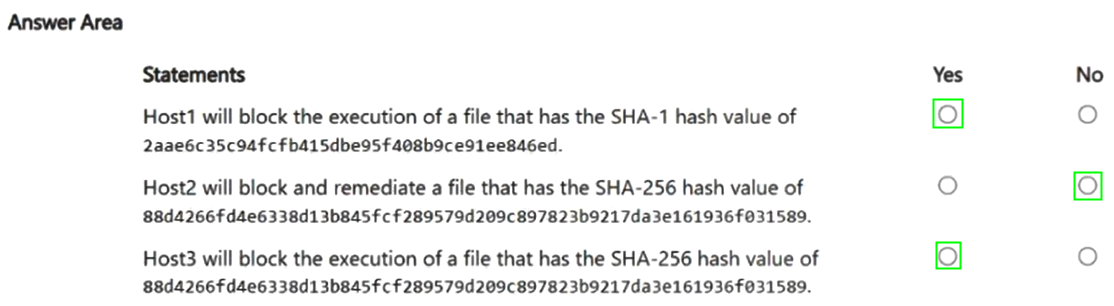 Answer Area
Statements Yes No
Host1 will block the execution of a file that has the SHA-1 hash value of
2aae6c35c94fcfb415dbe95f408b9ce91ee846ed.
Host2 will block and remediate a file that has the SHA-256 hash value of
88d4266fd4e6338d13b845fcf289579d209c897823b9217da3e161936f031589.
Host3 will block the execution of a file that has the SHA-256 hash value of
88d4266fd4e6338d13b845fcf289579d209c897823b9217da3e161936f031589.